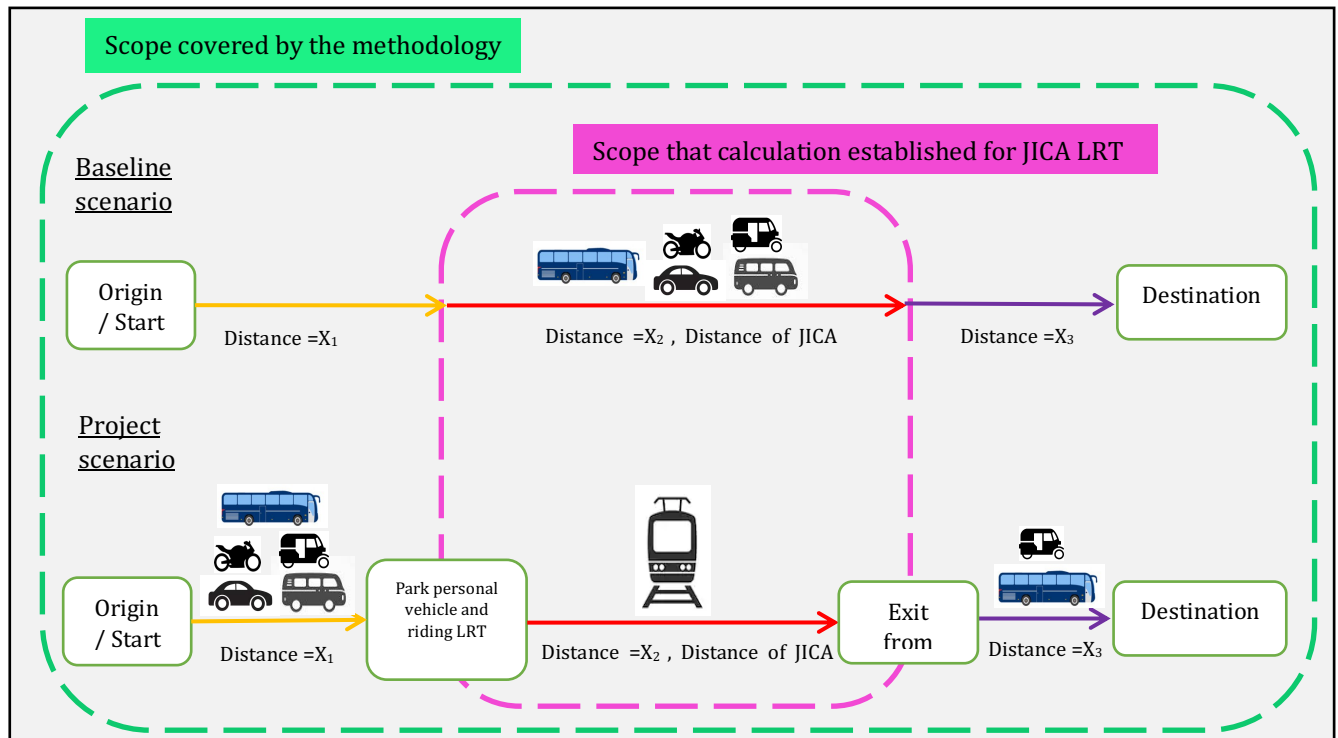 Scope covered by the methodology
Scope that calculation established for JICA LRT
Baseline
scenario
Origin
/ Start
Distance =X₁
Distance =X₂ , Distance of JICA
Distance =X₃
Destination
Project
scenario
Origin
/ Start
Distance =X₁
Park personal
vehicle and
riding LRT
Distance =X₂ , Distance of JICA
Exit
from
Distance =X₃
Destination